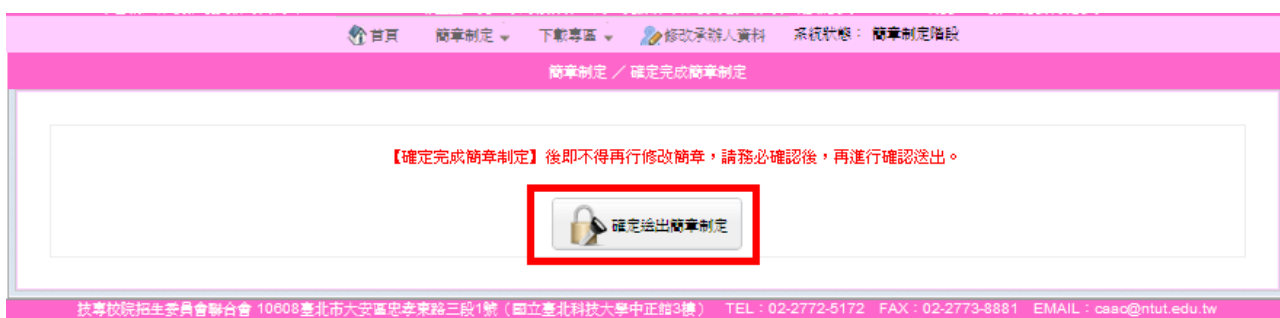 首頁 簡章制定 下載專區 修改承辦人資料 系統狀態: 簡章制定階段
簡章制定 / 確定完成簡章制定
【確定完成簡章制定】後即不得再行修改簡章,請務必確認後,再進行確認送出。
確定送出簡章制定
技專校院招生委員會聯合會 10608臺北市大安區忠孝東路三段1號(國立臺北科技大學中正館3樓) TEL:02-2772-5172 FAX:02-2773-8881 EMAIL:caac@ntut.edu.tw